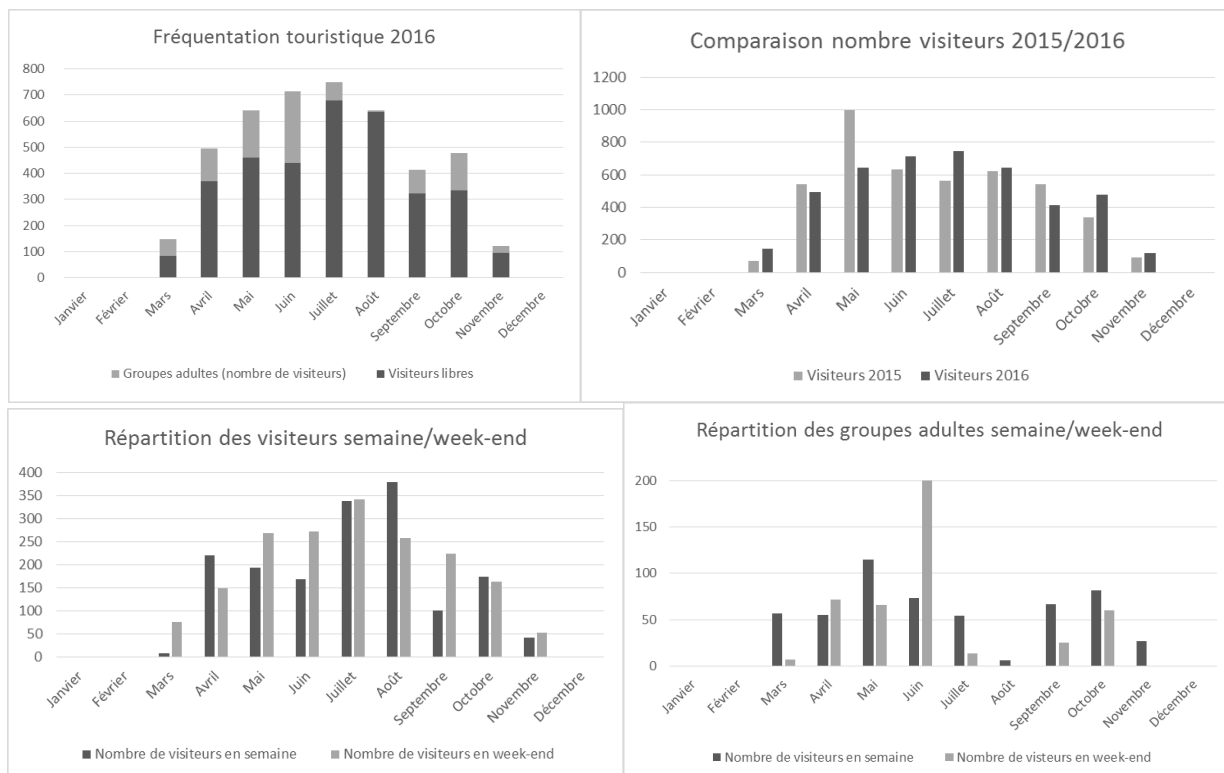 Fréquentation touristique 2016
800
700
600
500
400
300
200
100
0
Janvier
Février
Mars
Avril
Mai
Juin
Juillet
Août
Septembre
Octobre
Novembre
Décembre
Groupes adultes (nombre de visiteurs) Visiteurs libres
Comparaison nombre visiteurs 2015/2016
1200
1000
800
600
400
200
0
Janvier
Février
Mars
Avril
Mai
Juin
Juillet
Août
Septembre
Octobre
Novembre
Décembre
Visiteurs 2015 Visiteurs 2016
Répartition des visiteurs semaine/week-end
400
350
300
250
200
150
100
50
0
Janvier
Février
Mars
Avril
Mai
Juin
Juillet
Août
Septembre
Octobre
Novembre
Décembre
Nombre de visiteurs en semaine Nombre de visiteurs en week-end
Répartition des groupes adultes semaine/week-end
200
150
100
50
0
Janvier
Février
Mars
Avril
Mai
Juin
Juillet
Août
Septembre
Octobre
Novembre
Décembre
Nombre de visiteurs en semaine Nombre de visteurs en week-end